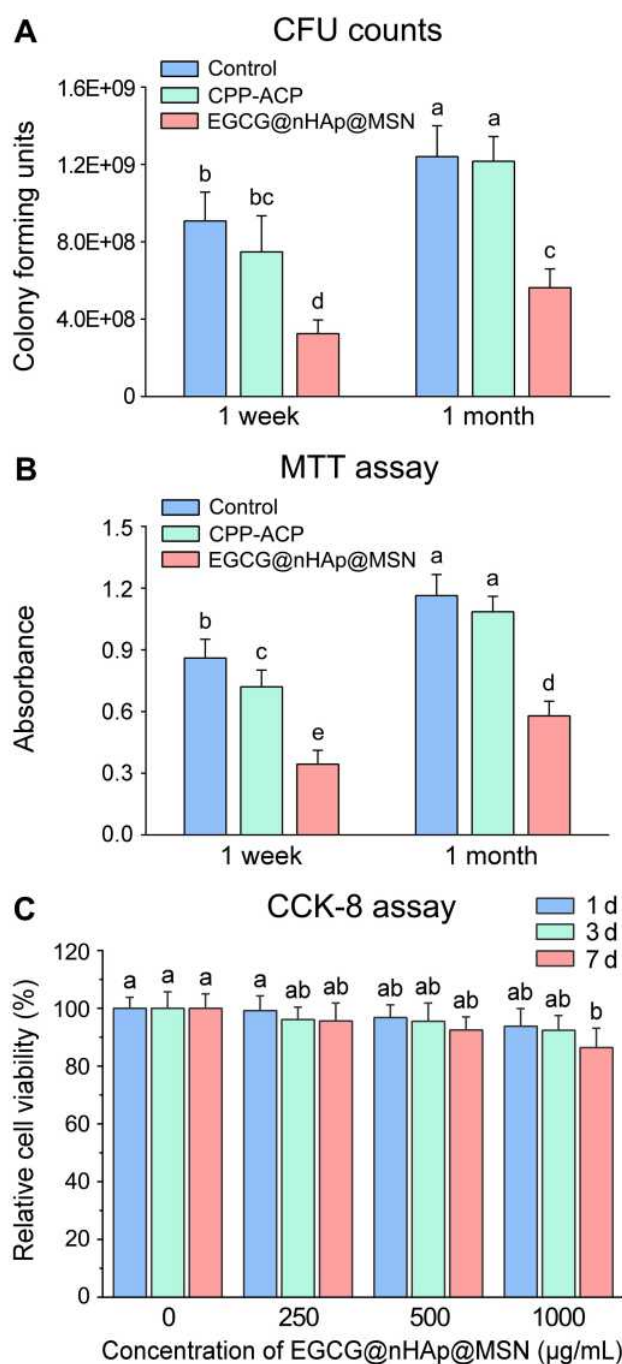 A CFU counts
Control
CPP-ACP
EGCG@nHAp@MSN
Colony forming units
1.6E+09
1.2E+09
8.0E+08
4.0E+08
0
b bc d a a c
1 week 1 month
B MTT assay
Control
CPP-ACP
EGCG@nHAp@MSN
Absorbance
1.5
1.2
0.9
0.6
0.3
0.0
b c e a a d
1 week 1 month
C CCK-8 assay
1 d
3 d
7 d
Relative cell viability (%)
120
100
80
60
40
20
0
a a a a ab ab ab ab ab ab ab b
0 250 500 1000
Concentration of EGCG@nHAp@MSN (μg/mL)